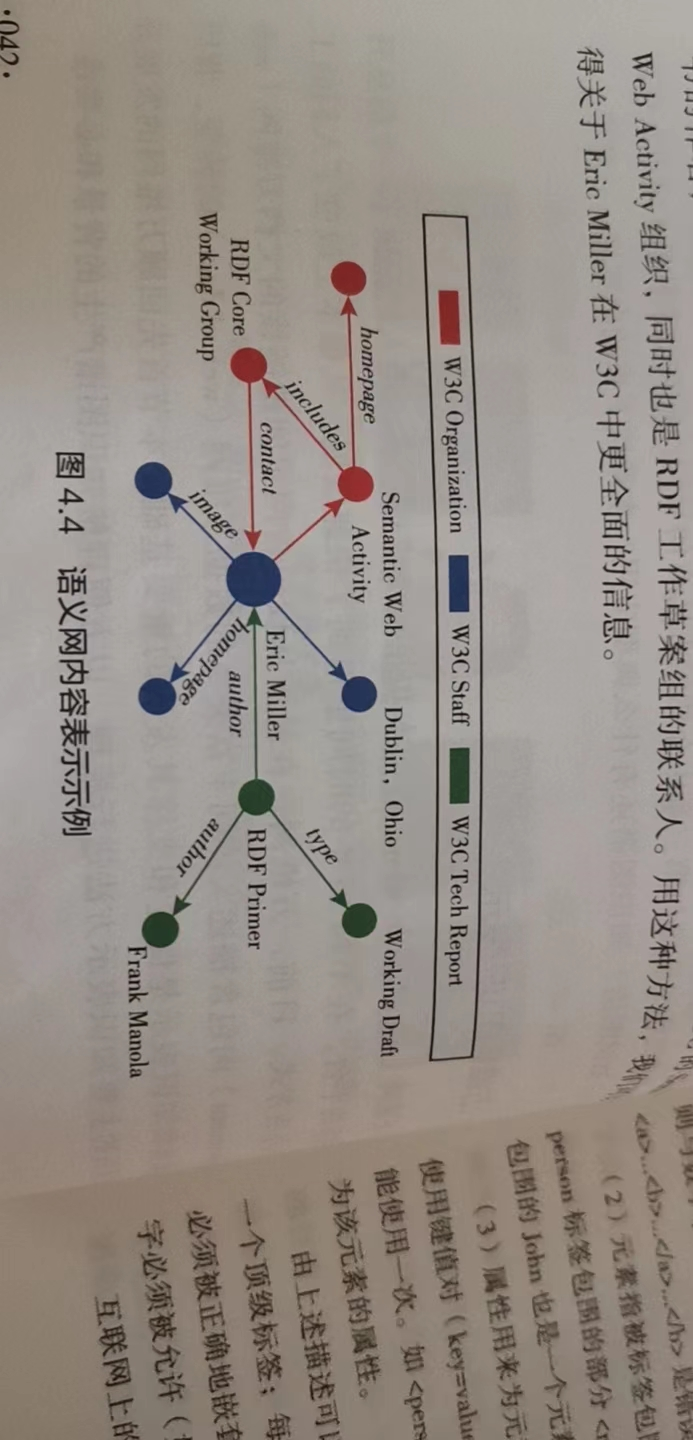 Web Activity 组织，同时也是 RDF 工作草案组的联系人。用这种方法，我们
得关于 Eric Miller 在 W3C 中更全面的信息。
W3C Organization W3C Staff W3C Tech Report
Semantic Web
Activity
Dublin，Ohio
Working Draft
homepage
includes
type
RDF Core
Working Group
contact
Eric Miller
author
RDF Primer
image
homepage
author
Frank Manola
图 4.4 语义网内容表示示例
·042·
<a>...<b>...</a>...</b>
（2）元素指被标签包围
person 标签包围的部分
包围的 John 也是一个元素
（3）属性用来为元
使用键值对（key=value
能使用一次。如 <pers
为该元素的属性。
由上述描述可
一个顶级标签；每
必须被正确地嵌套
字必须被允许（
互联网上的